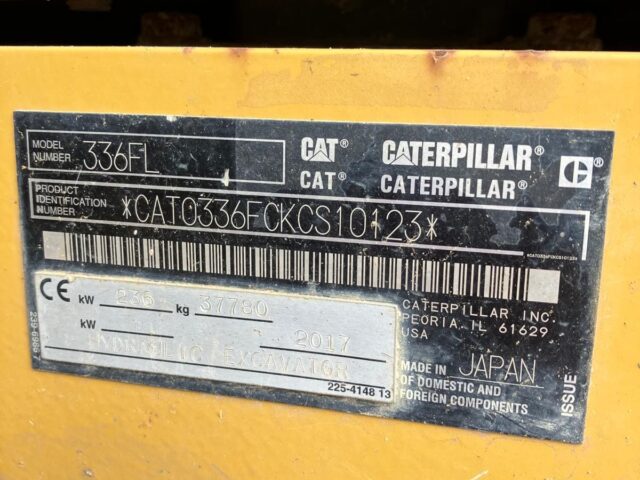 MODEL NUMBER 336FL
CAT® CATERPILLAR®
CAT® CATERPILLAR®
PRODUCT IDENTIFICATION NUMBER *CAT0336FCKCS10123*
CE kW 236 kg 37780
kW 2017
HYDRAULIC EXCAVATOR
225-4148 13
239-6969
CATERPILLAR INC.
PEORIA IL 61629
USA
MADE IN JAPAN
OF DOMESTIC AND
FOREIGN COMPONENTS
ISSUE